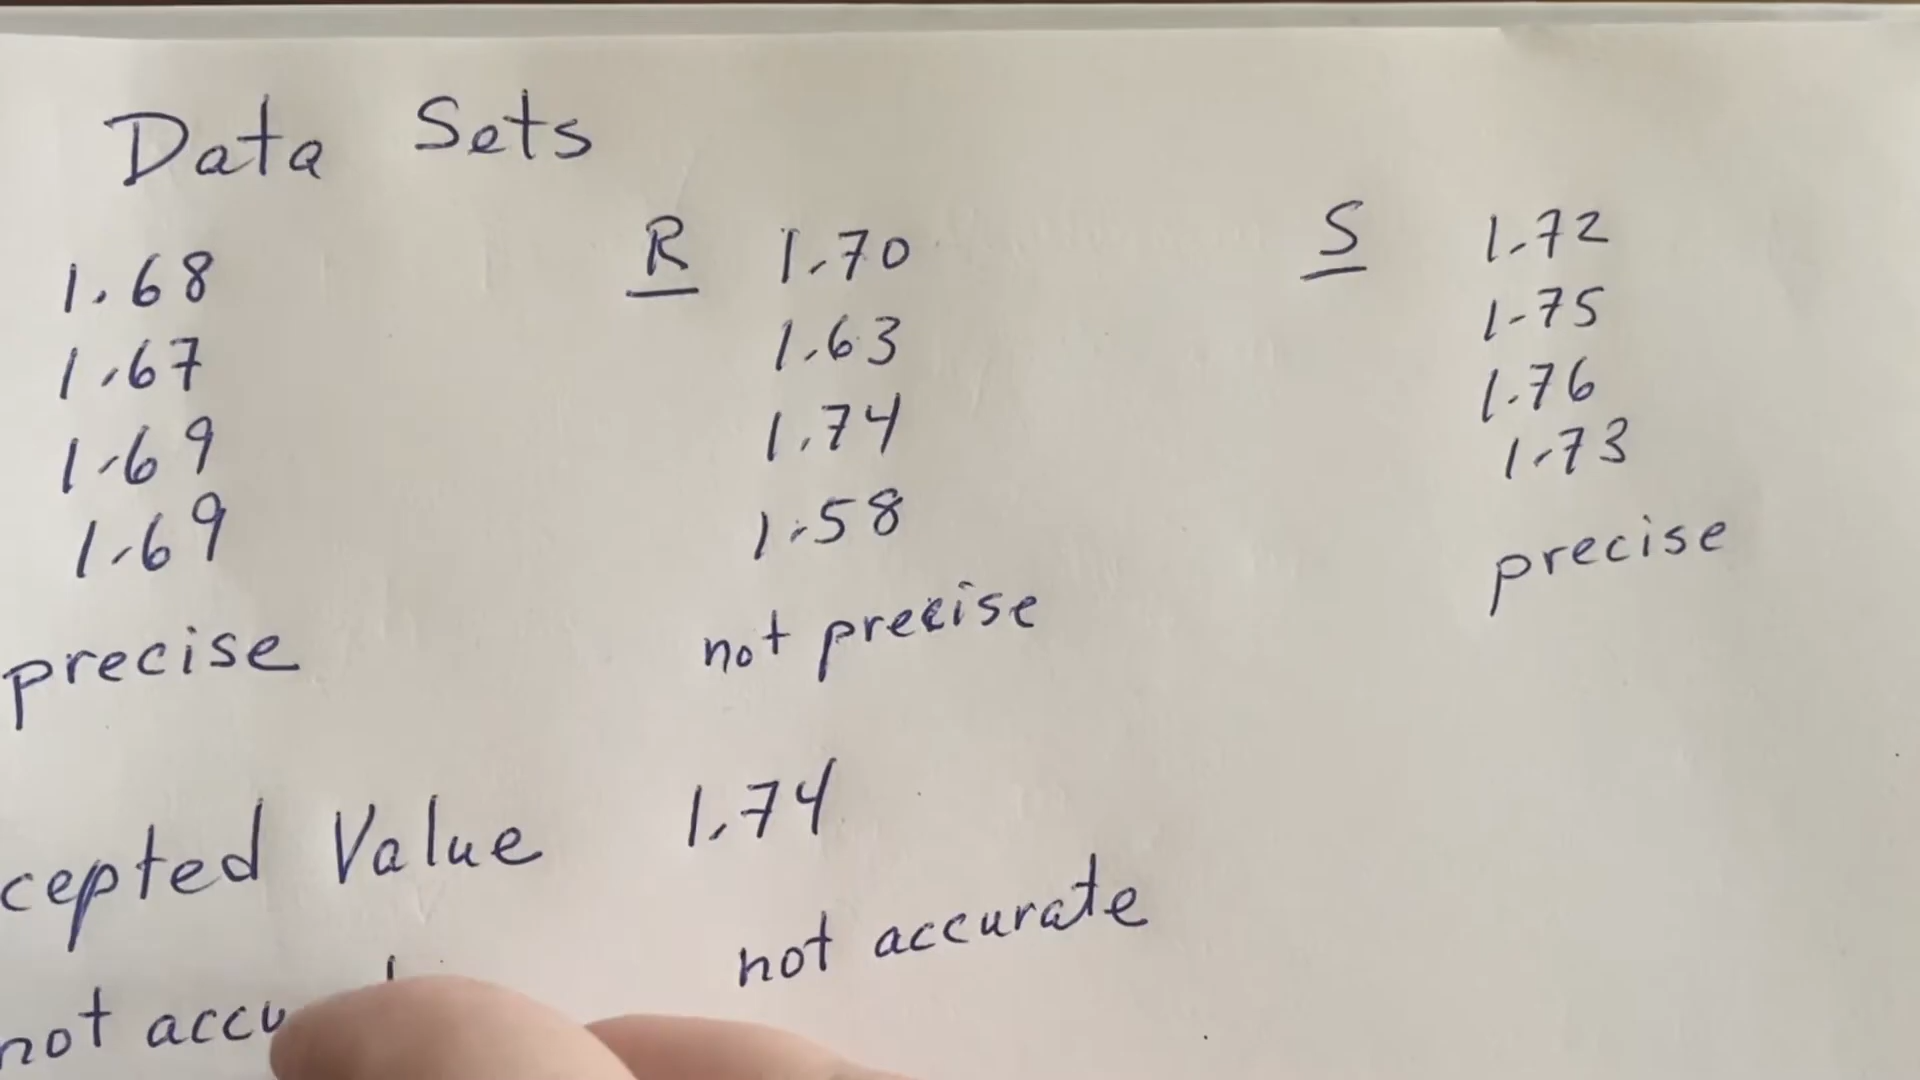 Data Sets
1.68
1.67
1.69
1.69
precise
R 1.70
1.63
1.74
1.58
not precise
S 1.72
1.75
1.76
1.73
precise
cepted Value 1.74
not accurate
not accu